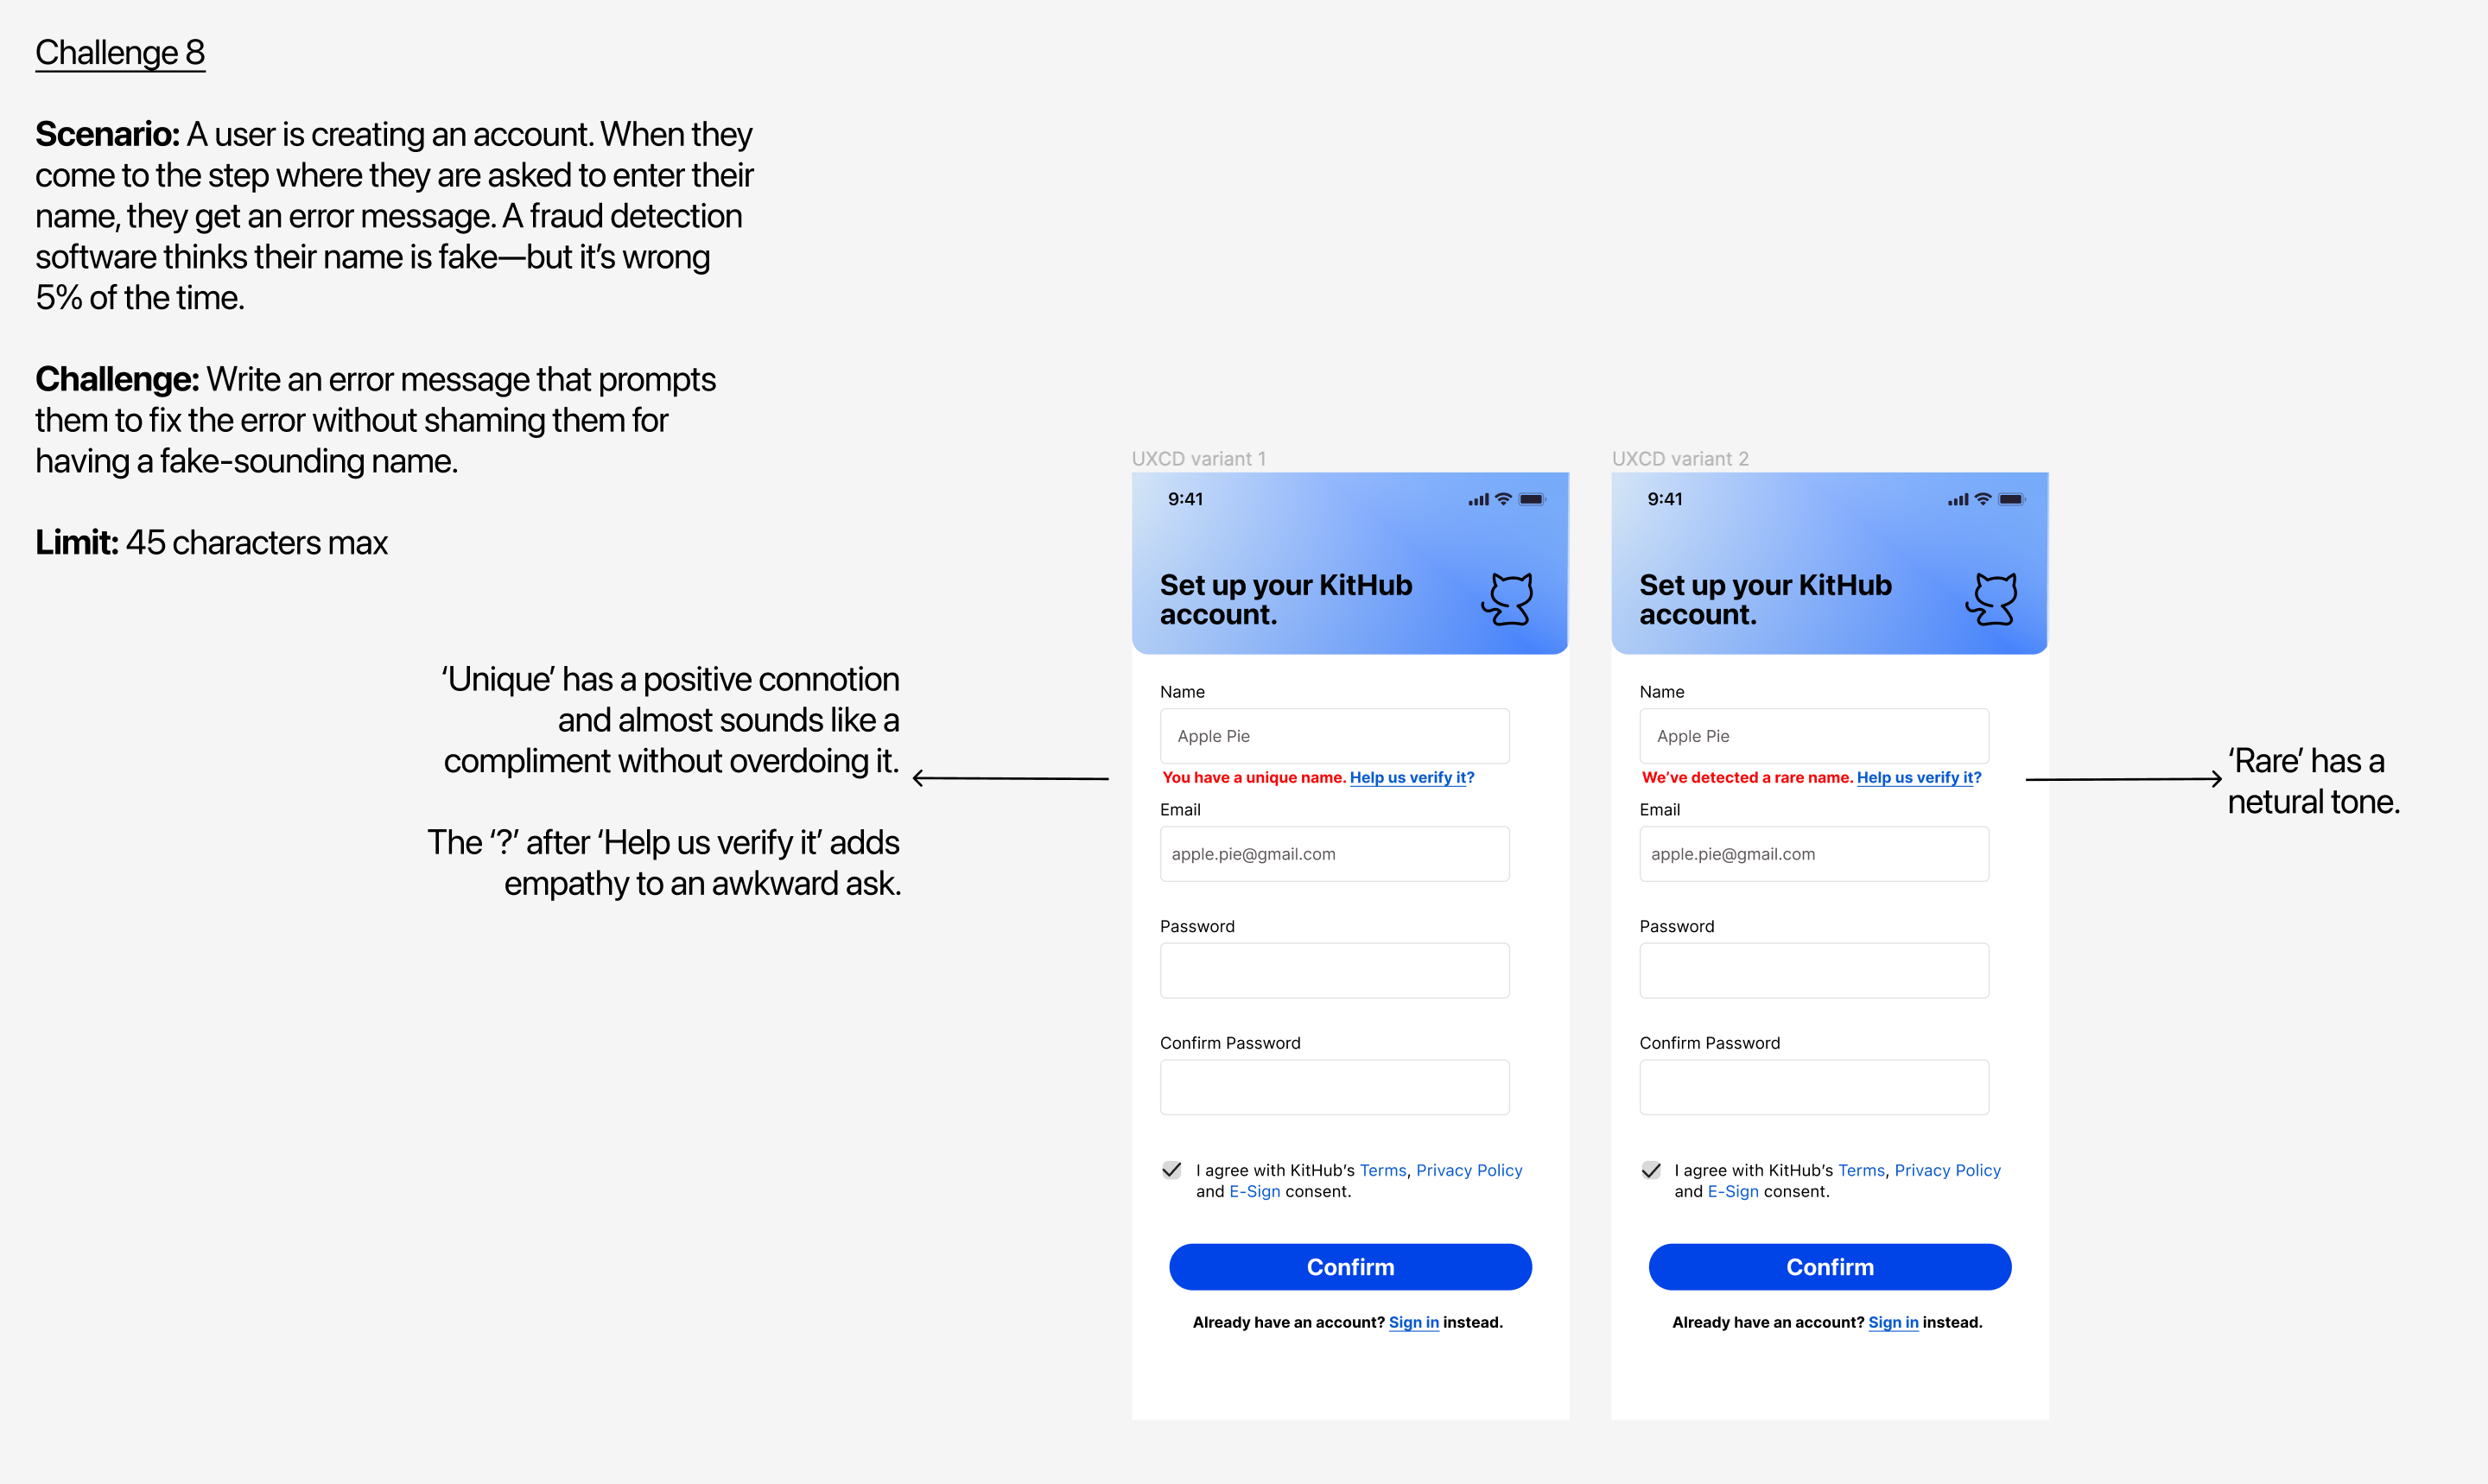 Challenge 8
Scenario: A user is creating an account. When they
come to the step where they are asked to enter their
name, they get an error message. A fraud detection
software thinks their name is fake—but it’s wrong
5% of the time.
Challenge: Write an error message that prompts
them to fix the error without shaming them for
having a fake-sounding name.
Limit: 45 characters max
‘Unique’ has a positive connotion
and almost sounds like a
compliment without overdoing it.
The ‘?’ after ‘Help us verify it’ adds
empathy to an awkward ask.
UXCD variant 1
9:41
Set up your KitHub
account.
Name
Apple Pie
You have a unique name. Help us verify it?
Email
apple.pie@gmail.com
Password
Confirm Password
I agree with KitHub’s Terms, Privacy Policy
and E-Sign consent.
Confirm
Already have an account? Sign in instead.
UXCD variant 2
9:41
Set up your KitHub
account.
Name
Apple Pie
We’ve detected a rare name. Help us verify it?
Email
apple.pie@gmail.com
Password
Confirm Password
I agree with KitHub’s Terms, Privacy Policy
and E-Sign consent.
Confirm
Already have an account? Sign in instead.
‘Rare’ has a
netural tone.